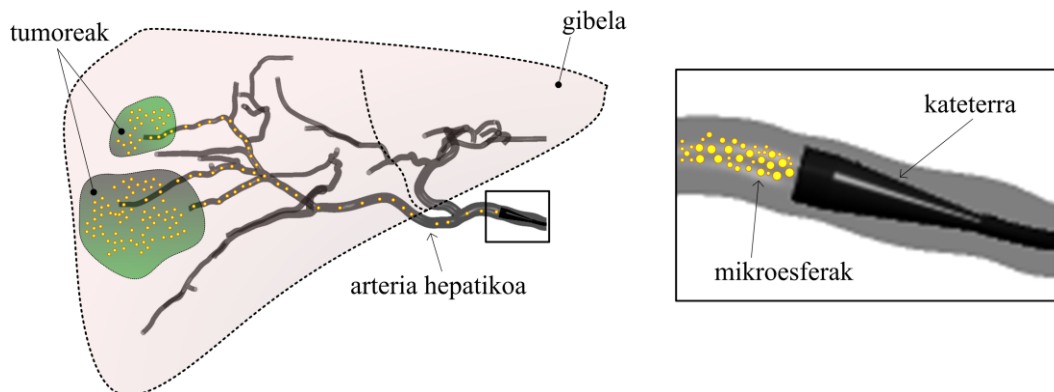 tumoreak
gibela
arteria hepatikoa
kateterra
mikroesferak